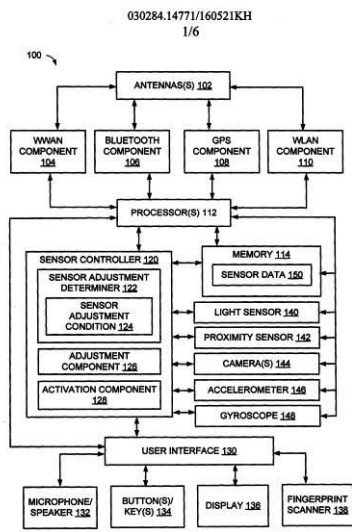 030284.14771/160521KH
1/6
100
ANTENNAS(S) 102
WWAN
COMPONENT
104
BLUETOOTH
COMPONENT
106
GPS
COMPONENT
108
WLAN
COMPONENT
110
PROCESSOR(S) 112
SENSOR CONTROLLER 120
SENSOR ADJUSTMENT
DETERMINER 122
SENSOR
ADJUSTMENT
CONDITION 124
ADJUSTMENT
COMPONENT 126
ACTIVATION COMPONENT
128
MEMORY 114
SENSOR DATA 150
LIGHT SENSOR 140
PROXIMITY SENSOR 142
CAMERA(S) 144
ACCELEROMETER 146
GYROSCOPE 148
USER INTERFACE 130
MICROPHONE/
SPEAKER 132
BUTTON(S)/
KEY(S) 134
DISPLAY 136
FINGERPRINT
SCANNER 138